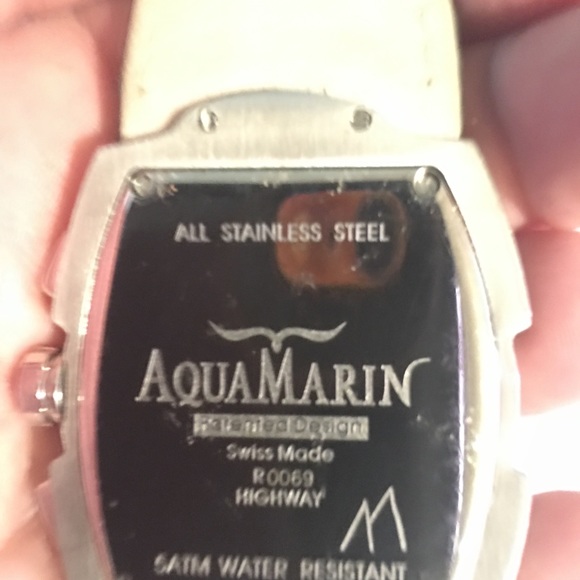 ALL STAINLESS STEEL
AQUAMARIN
Patented Design
Swiss Made
R0069
HIGHWAY
5ATM WATER RESISTANT